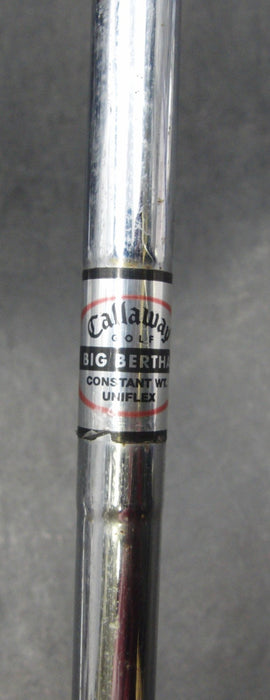 Callaway
GOLF
BIG BERTHA
CONSTANT WT.
UNIFLEX